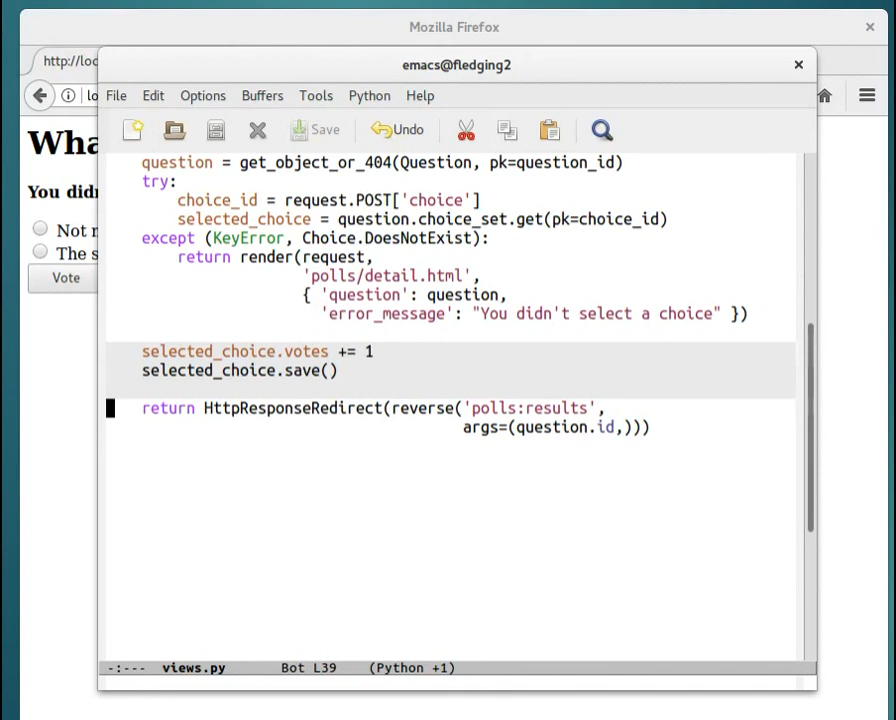 Mozilla Firefox
http://loc
emacs@fledging2
lo
File Edit Options Buffers Tools Python Help
Save Undo
Wha
You didn
Not n
The s
Vote
question = get_object_or_404(Question, pk=question_id)
try:
choice_id = request.POST['choice']
selected_choice = question.choice_set.get(pk=choice_id)
except (KeyError, Choice.DoesNotExist):
return render(request,
'polls/detail.html',
{ 'question': question,
'error_message': "You didn't select a choice" })
selected_choice.votes += 1
selected_choice.save()
return HttpResponseRedirect(reverse('polls:results',
args=(question.id,)))
-:--- views.py Bot L39 (Python +1)